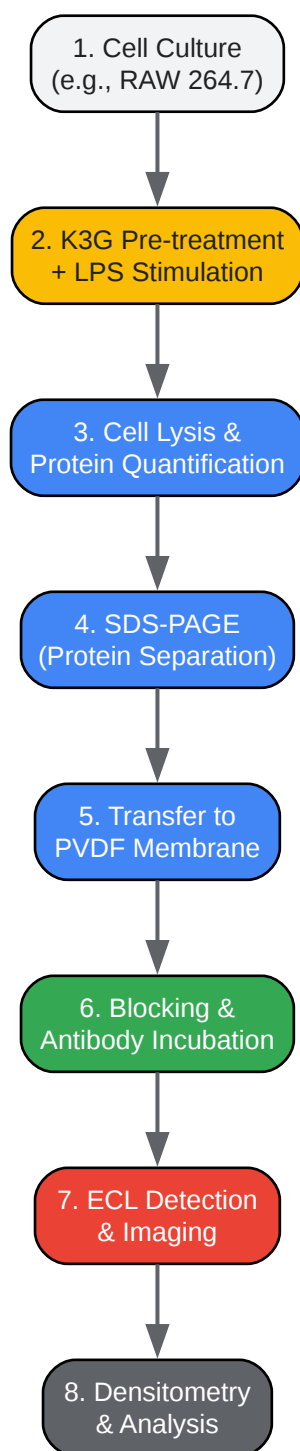 1. Cell Culture
(e.g., RAW 264.7)
2. K3G Pre-treatment
+ LPS Stimulation
3. Cell Lysis &
Protein Quantification
4. SDS-PAGE
(Protein Separation)
5. Transfer to
PVDF Membrane
6. Blocking &
Antibody Incubation
7. ECL Detection
& Imaging
8. Densitometry
& Analysis